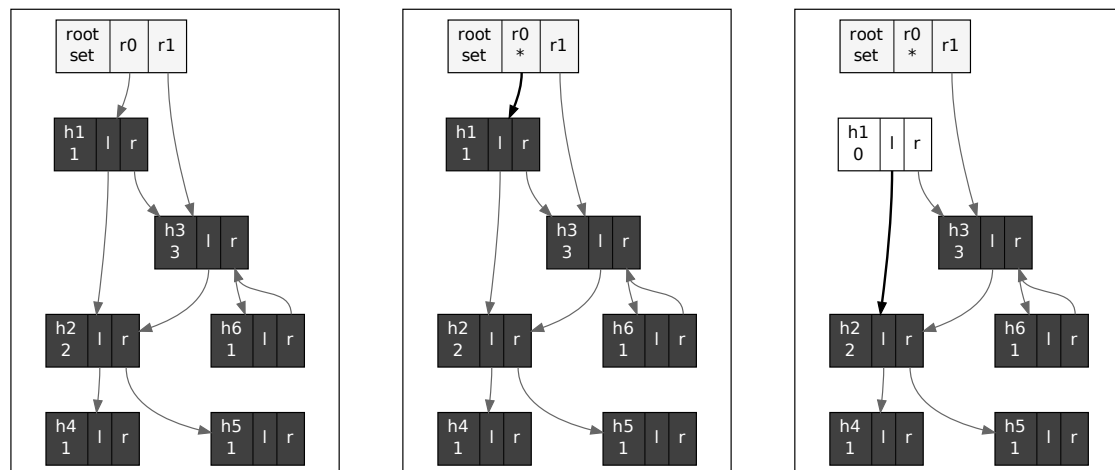 root set r0 r1
h1 1 l r
h3 3 l r
h2 2 l r
h6 1 l r
h4 1 l r
h5 1 l r
root set r0 * r1
h1 1 l r
h3 3 l r
h2 2 l r
h6 1 l r
h4 1 l r
h5 1 l r
root set r0 * r1
h1 0 l r
h3 3 l r
h2 2 l r
h6 1 l r
h4 1 l r
h5 1 l r